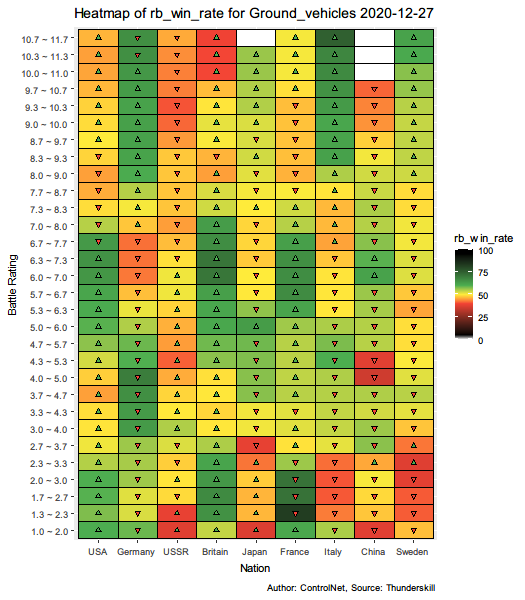 Heatmap of rb_win_rate for Ground_vehicles 2020-12-27
Battle Rating
10.7 ~ 11.7
10.3 ~ 11.3
10.0 ~ 11.0
9.7 ~ 10.7
9.3 ~ 10.3
9.0 ~ 10.0
8.7 ~ 9.7
8.3 ~ 9.3
8.0 ~ 9.0
7.7 ~ 8.7
7.3 ~ 8.3
7.0 ~ 8.0
6.7 ~ 7.7
6.3 ~ 7.3
6.0 ~ 7.0
5.7 ~ 6.7
5.3 ~ 6.3
5.0 ~ 6.0
4.7 ~ 5.7
4.3 ~ 5.3
4.0 ~ 5.0
3.7 ~ 4.7
3.3 ~ 4.3
3.0 ~ 4.0
2.7 ~ 3.7
2.3 ~ 3.3
2.0 ~ 3.0
1.7 ~ 2.7
1.3 ~ 2.3
1.0 ~ 2.0
USA Germany USSR Britain Japan France Italy China Sweden
Nation
rb_win_rate
100
75
50
25
0
Author: ControlNet, Source: Thunderskill